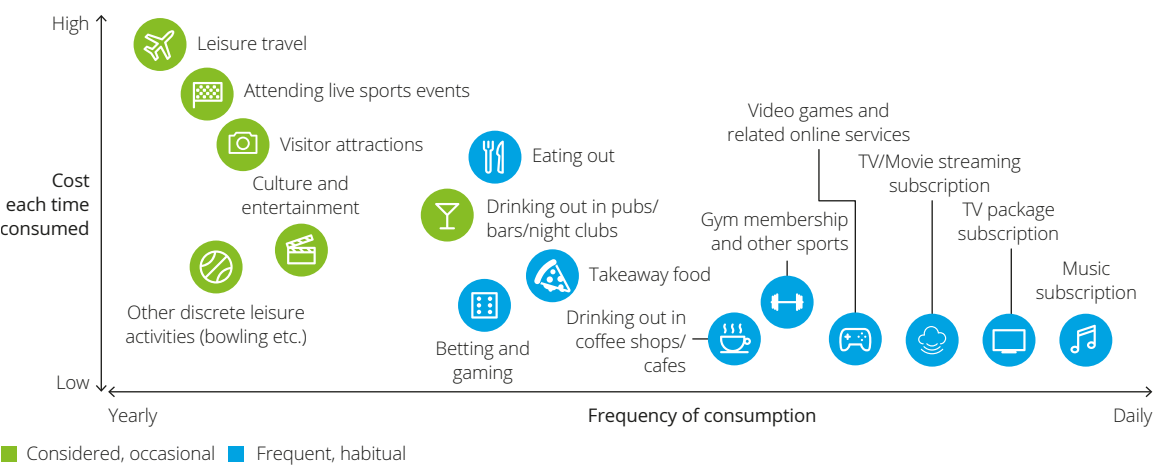 High
Leisure travel
Attending live sports events
Visitor attractions
Culture and
entertainment
Eating out
Drinking out in pubs/
bars/night clubs
Other discrete leisure
activities (bowling etc.)
Takeaway food
Betting and
gaming
Drinking out in
coffee shops/
cafes
Gym membership
and other sports
Video games and
related online services
TV/Movie streaming
subscription
TV package
subscription
Music
subscription
Cost
each time
consumed
Low
Yearly
Frequency of consumption
Daily
Considered, occasional
Frequent, habitual